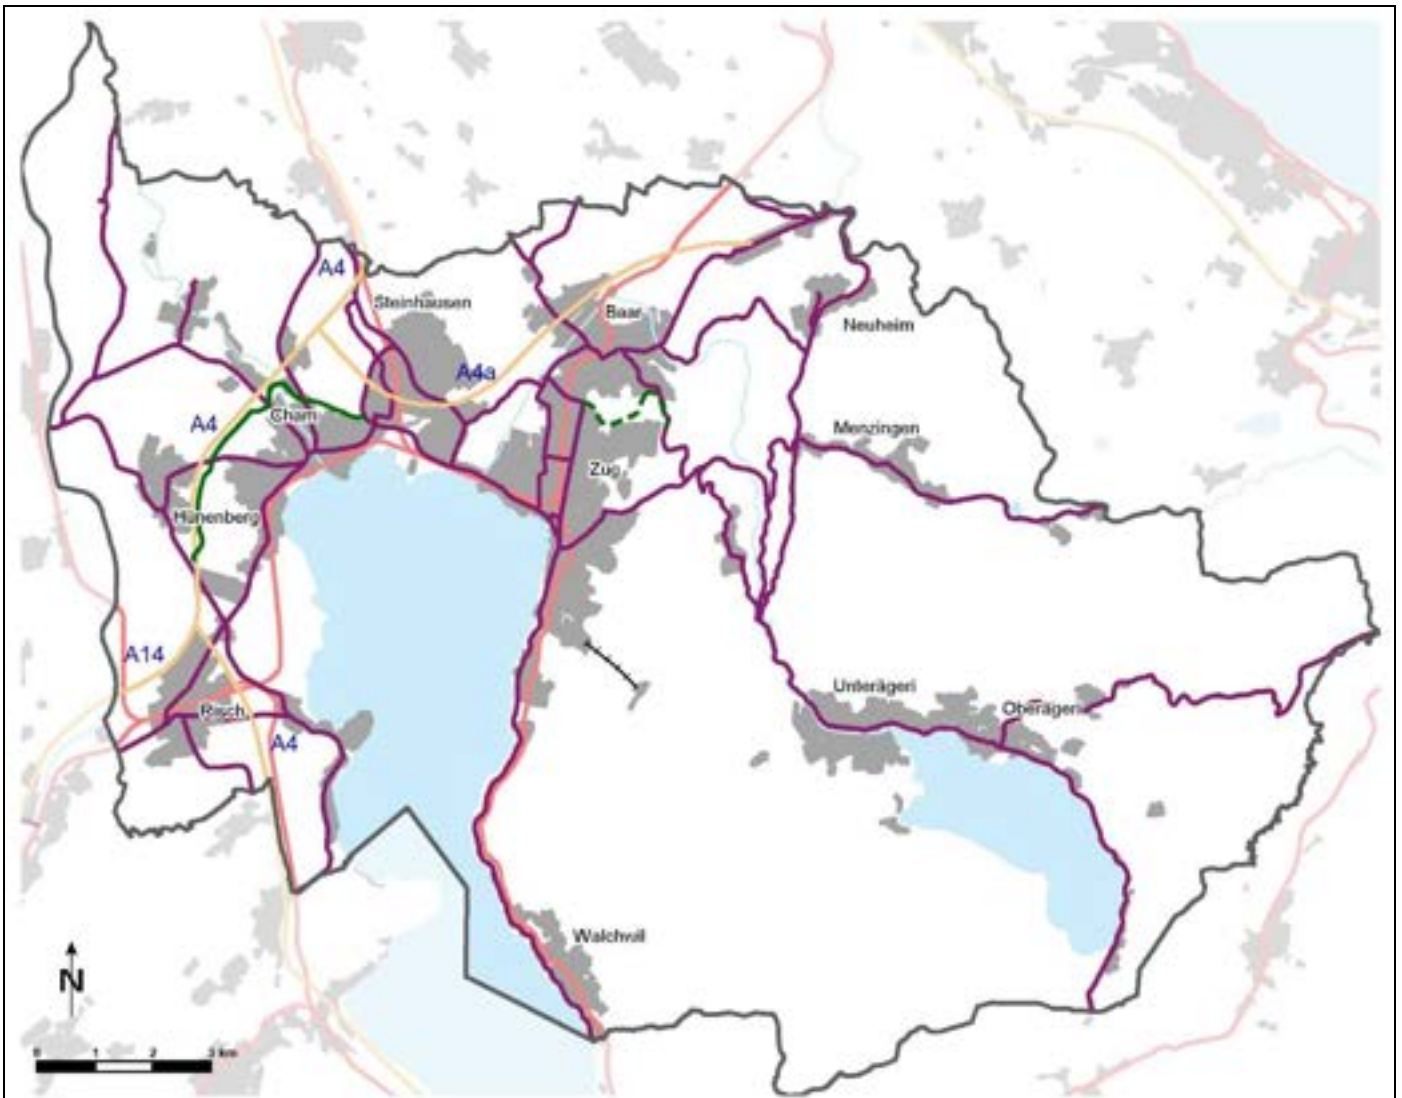 A4
Steinhausen
Baar
Neuheim
A4a
Cham
A4
Menzingen
Zug
Hünenberg
A14
Unterägeri
Oberägeri
Risch
A4
Walchwil
N
0 1 2 3 km